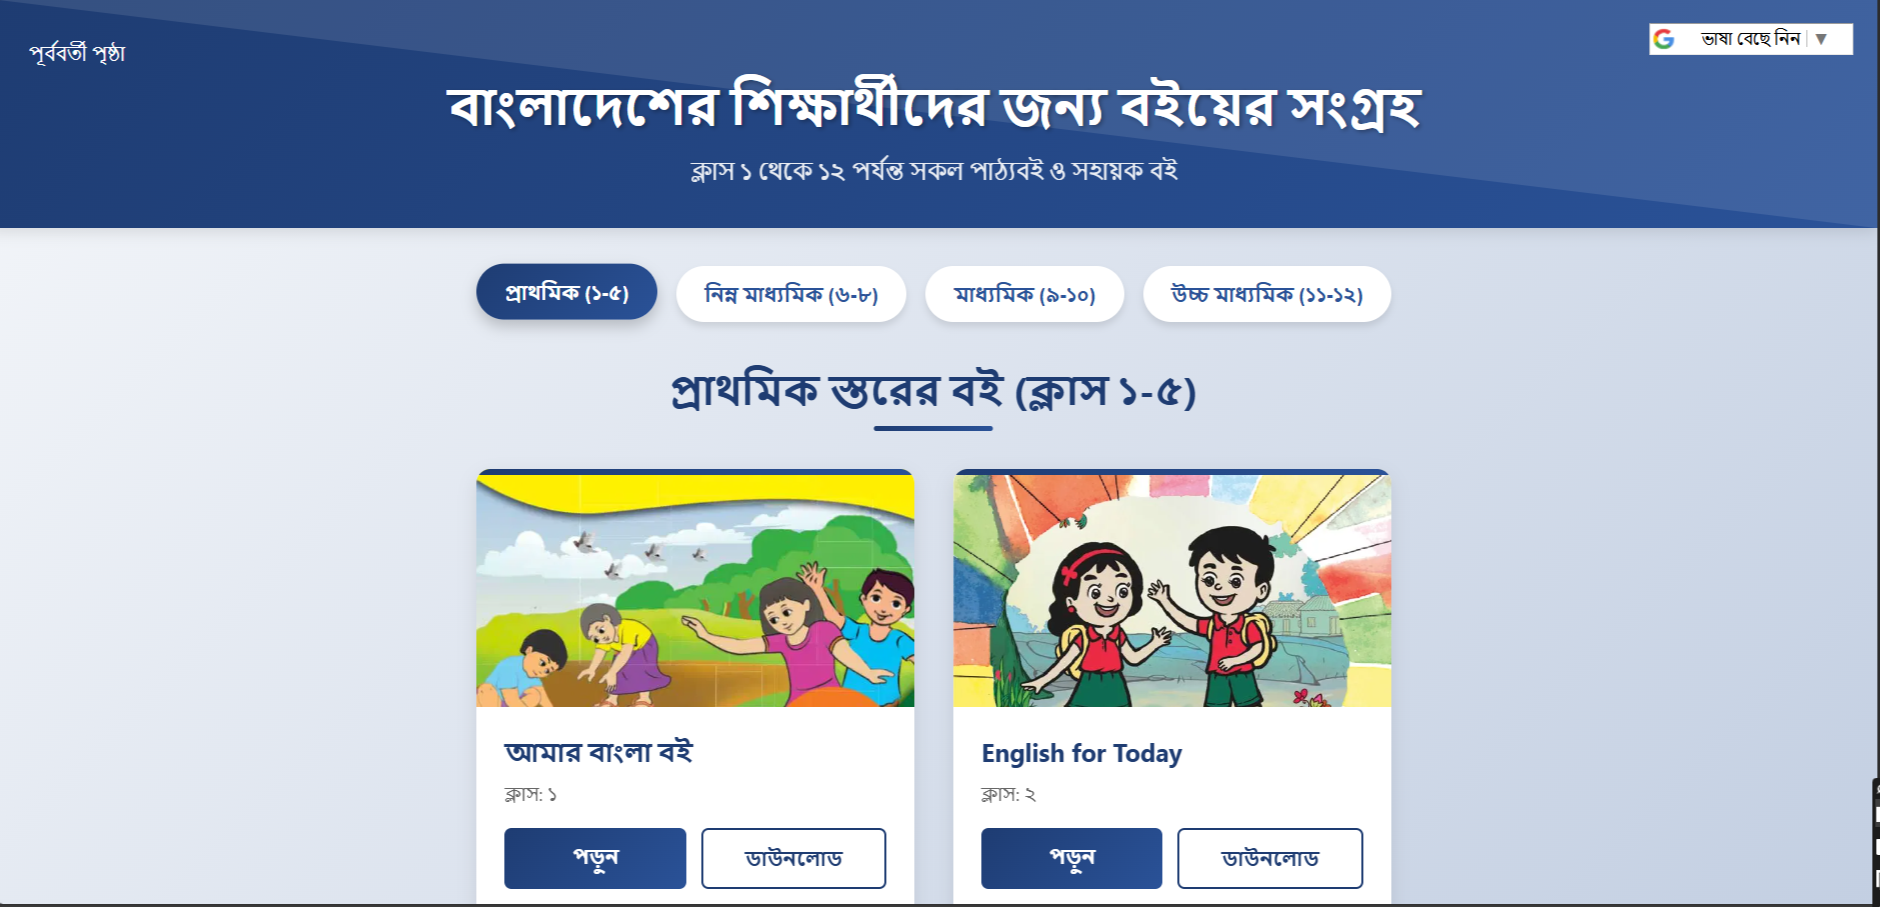 পূর্ববর্তী পৃষ্ঠা
ভাষা বেছে নিন ▼
বাংলাদেশের শিক্ষার্থীদের জন্য বইয়ের সংগ্রহ
ক্লাস ১ থেকে ১২ পর্যন্ত সকল পাঠ্যবই ও সহায়ক বই
প্রাথমিক (১-৫)
নিম্ন মাধ্যমিক (৬-৮)
মাধ্যমিক (৯-১০)
উচ্চ মাধ্যমিক (১১-১২)
প্রাথমিক স্তরের বই (ক্লাস ১-৫)
আমার বাংলা বই
ক্লাস: ১
পড়ুন
ডাউনলোড
English for Today
ক্লাস: ২
পড়ুন
ডাউনলোড